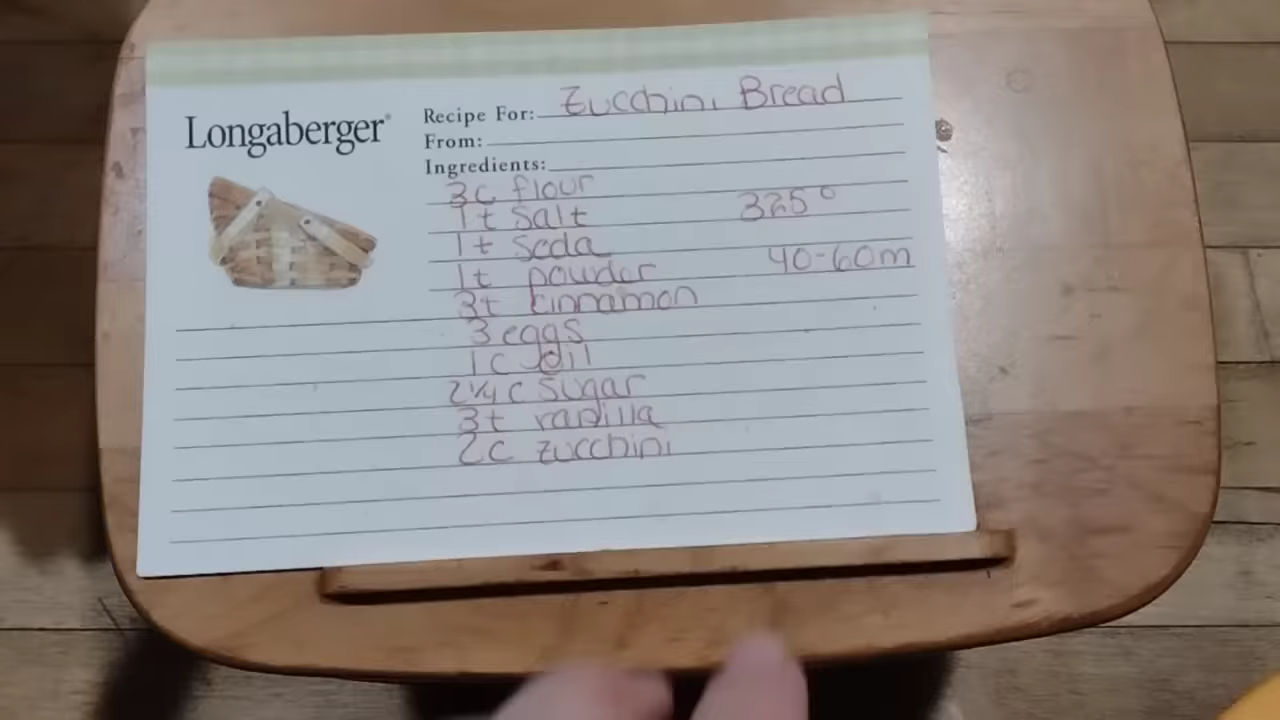 Longaberger®
Recipe For: Zucchini Bread
From:
Ingredients:
3c flour
1t salt 325°
1t soda
1t powder 40-60m
3t cinnamon
3 eggs
1c oil
2¼c sugar
3t vanilla
2c zucchini